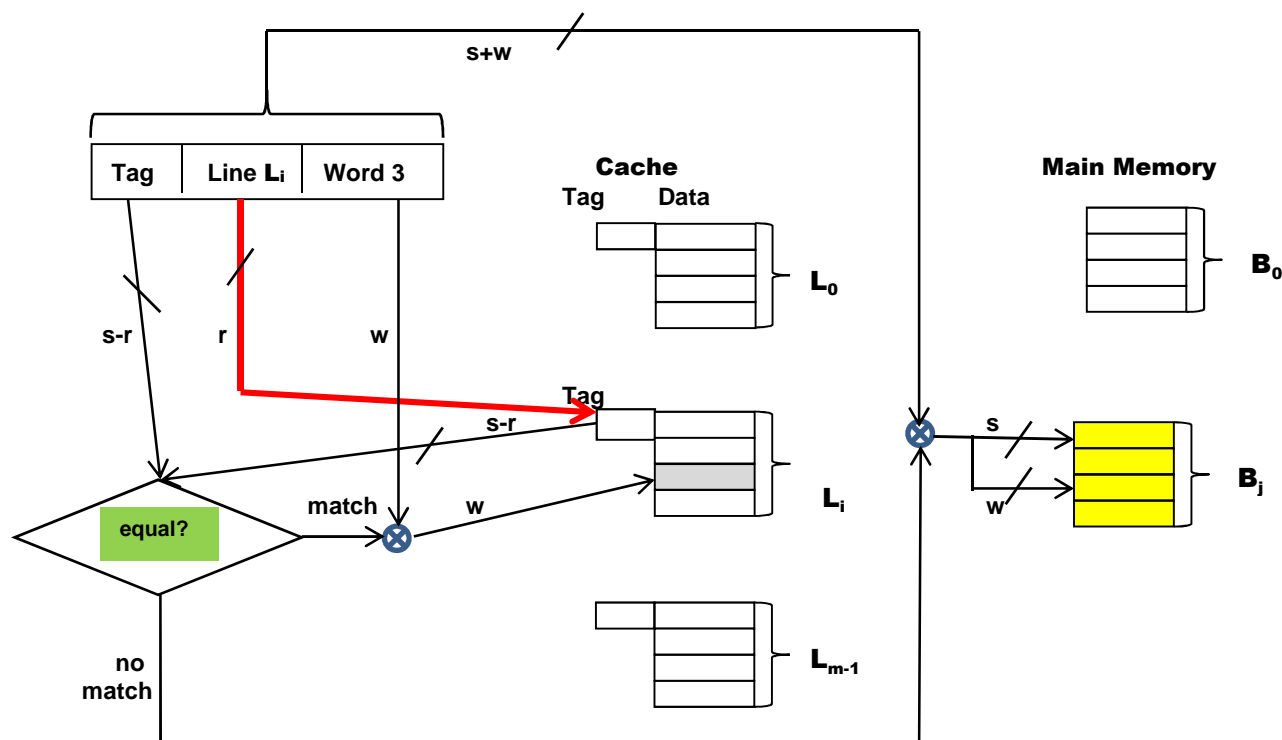 s+w
Tag Line Li Word 3
Cache
Main Memory
Tag Data
L0
B0
s-r
r
w
Tag
s-r
s
match
w
Li
w
Bj
equal?
no
match
Lm-1